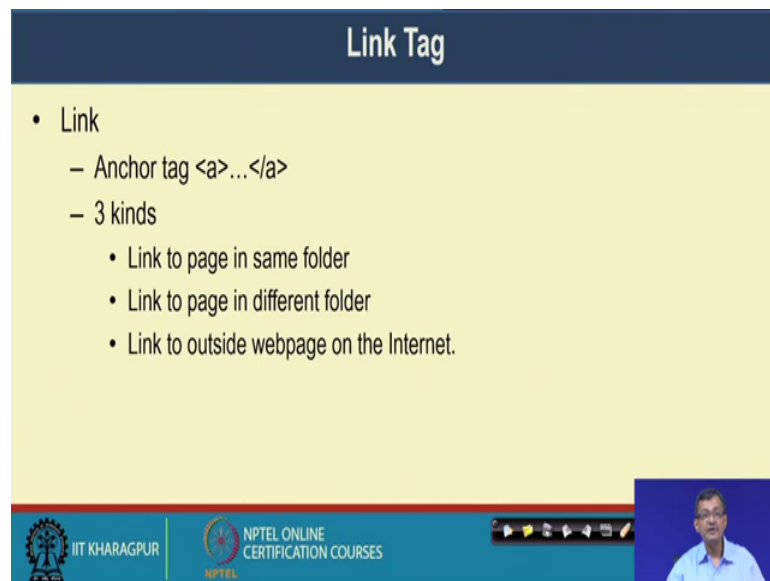 Link Tag
• Link
– Anchor tag <a>...</a>
– 3 kinds
• Link to page in same folder
• Link to page in different folder
• Link to outside webpage on the Internet.
IIT KHARAGPUR
NPTEL
NPTEL ONLINE
CERTIFICATION COURSES